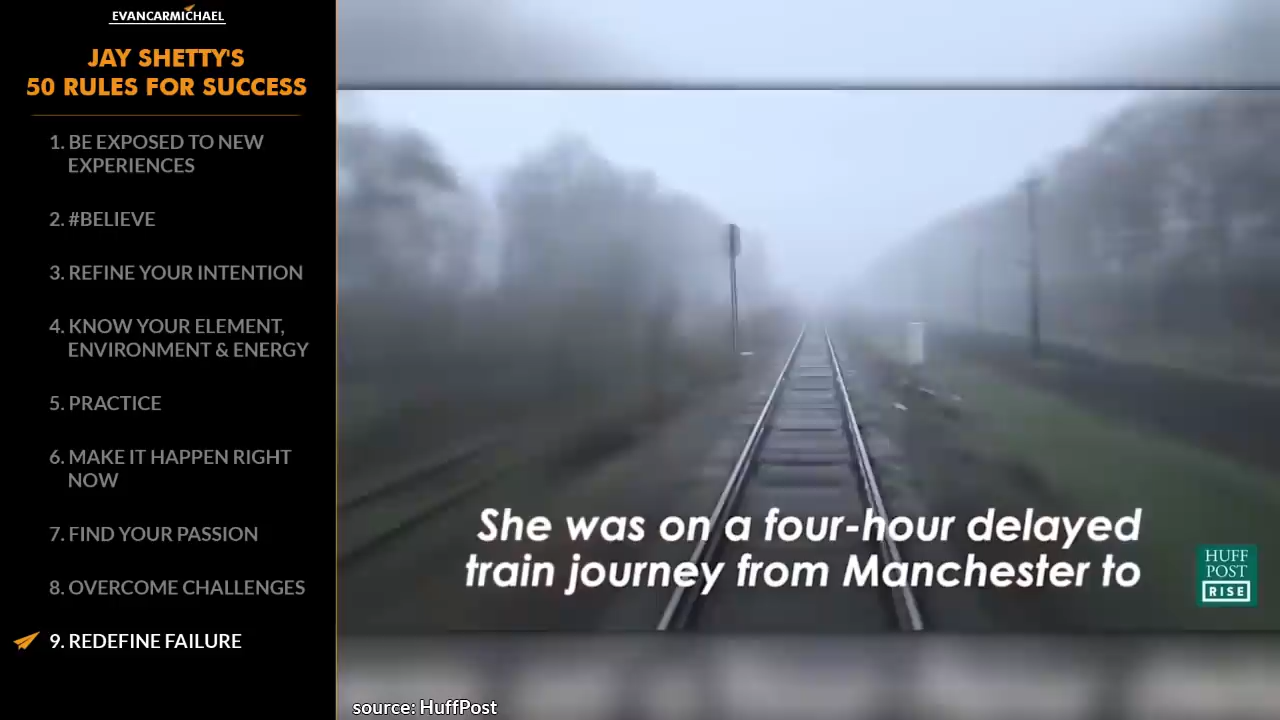 EVANCARMICHAEL
JAY SHETTY'S
50 RULES FOR SUCCESS
1. BE EXPOSED TO NEW
EXPERIENCES
2. #BELIEVE
3. REFINE YOUR INTENTION
4. KNOW YOUR ELEMENT,
ENVIRONMENT & ENERGY
5. PRACTICE
6. MAKE IT HAPPEN RIGHT
NOW
7. FIND YOUR PASSION
8. OVERCOME CHALLENGES
9. REDEFINE FAILURE
She was on a four-hour delayed
train journey from Manchester to
HUFF
POST
RISE
source: HuffPost